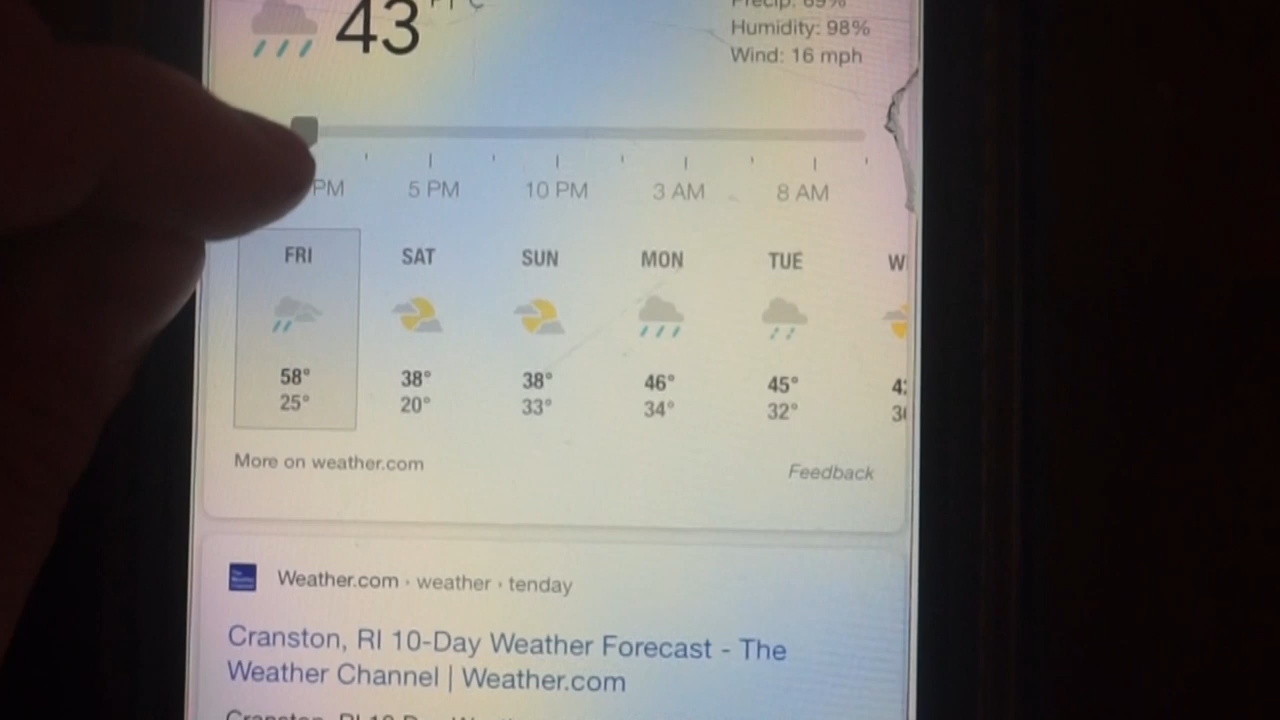 43
Humidity: 98%
Wind: 16 mph
PM 5 PM 10 PM 3 AM 8 AM
FRI SAT SUN MON TUE W
58° 38° 38° 46° 45°
25° 20° 33° 34° 32°
More on weather.com
Feedback
Weather.com · weather · tenday
Cranston, RI 10-Day Weather Forecast - The
Weather Channel | Weather.com